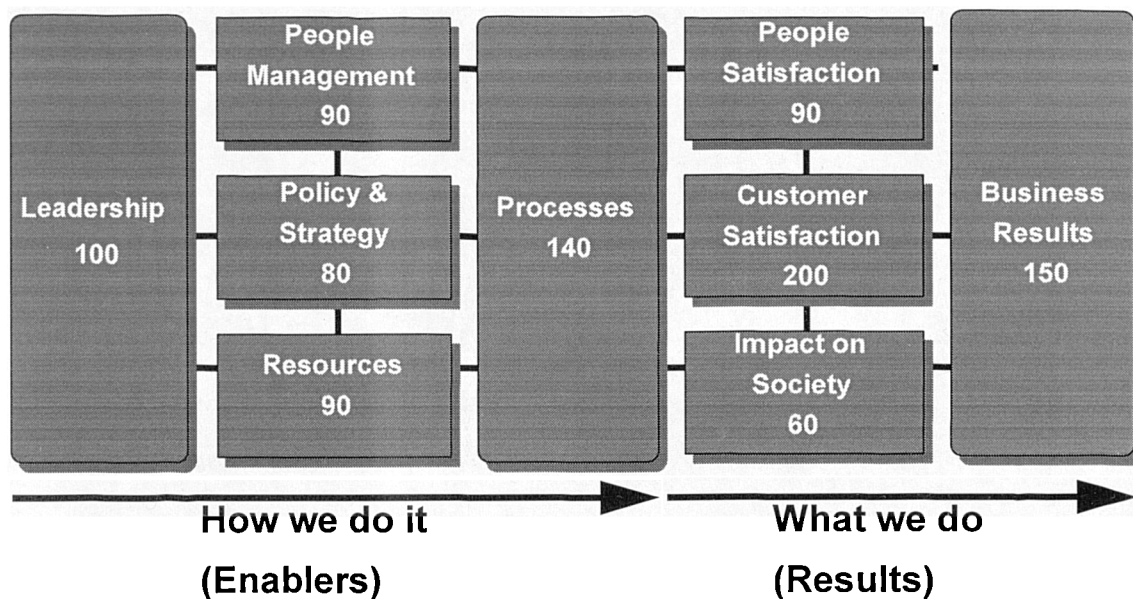 Leadership
100
People
Management
90
Policy &
Strategy
80
Resources
90
Processes
140
People
Satisfaction
90
Customer
Satisfaction
200
Impact on
Society
60
Business
Results
150
How we do it
(Enablers)
What we do
(Results)